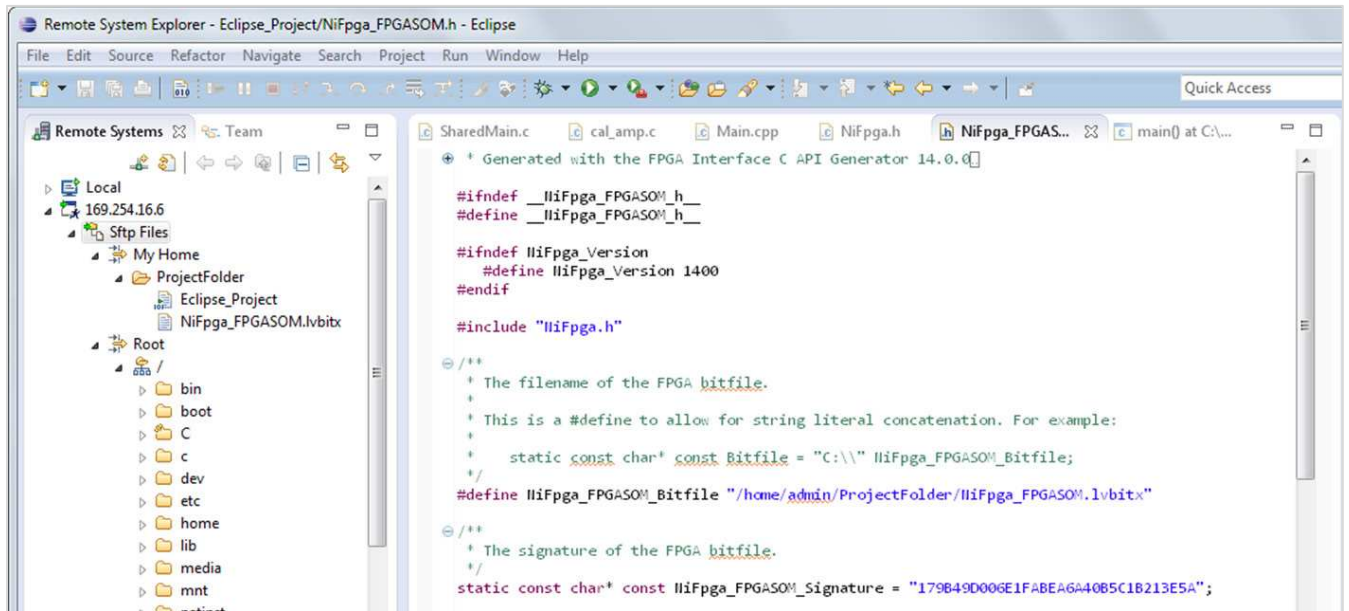 Remote System Explorer - Eclipse_Project/NiFpga_FPGASOM.h - Eclipse
File Edit Source Refactor Navigate Search Project Run Window Help
Quick Access
Remote Systems Team
SharedMain.c cal_amp.c Main.cpp NiFpga.h NiFpga_FPGAS... main() at C:\...
Local
169.254.16.6
Sftp Files
My Home
ProjectFolder
Eclipse_Project
NiFpga_FPGASOM.lvbitx
Root
/
bin
boot
C
c
dev
etc
home
lib
media
mnt
* Generated with the FPGA Interface C API Generator 14.0.0
#ifndef __NiFpga_FPGASOM_h__
#define __NiFpga_FPGASOM_h__
#ifndef NiFpga_Version
#define NiFpga_Version 1400
#endif
#include "NiFpga.h"
/**
* The filename of the FPGA bitfile.
*
* This is a #define to allow for string literal concatenation. For example:
*
* static const char* const Bitfile = "C:\\" NiFpga_FPGASOM_Bitfile;
*/
#define NiFpga_FPGASOM_Bitfile "/home/admin/ProjectFolder/NiFpga_FPGASOM.lvbitx"
/**
* The signature of the FPGA bitfile.
*/
static const char* const NiFpga_FPGASOM_Signature = "179B49D006E1FABEA6A40B5C1B213E5A";